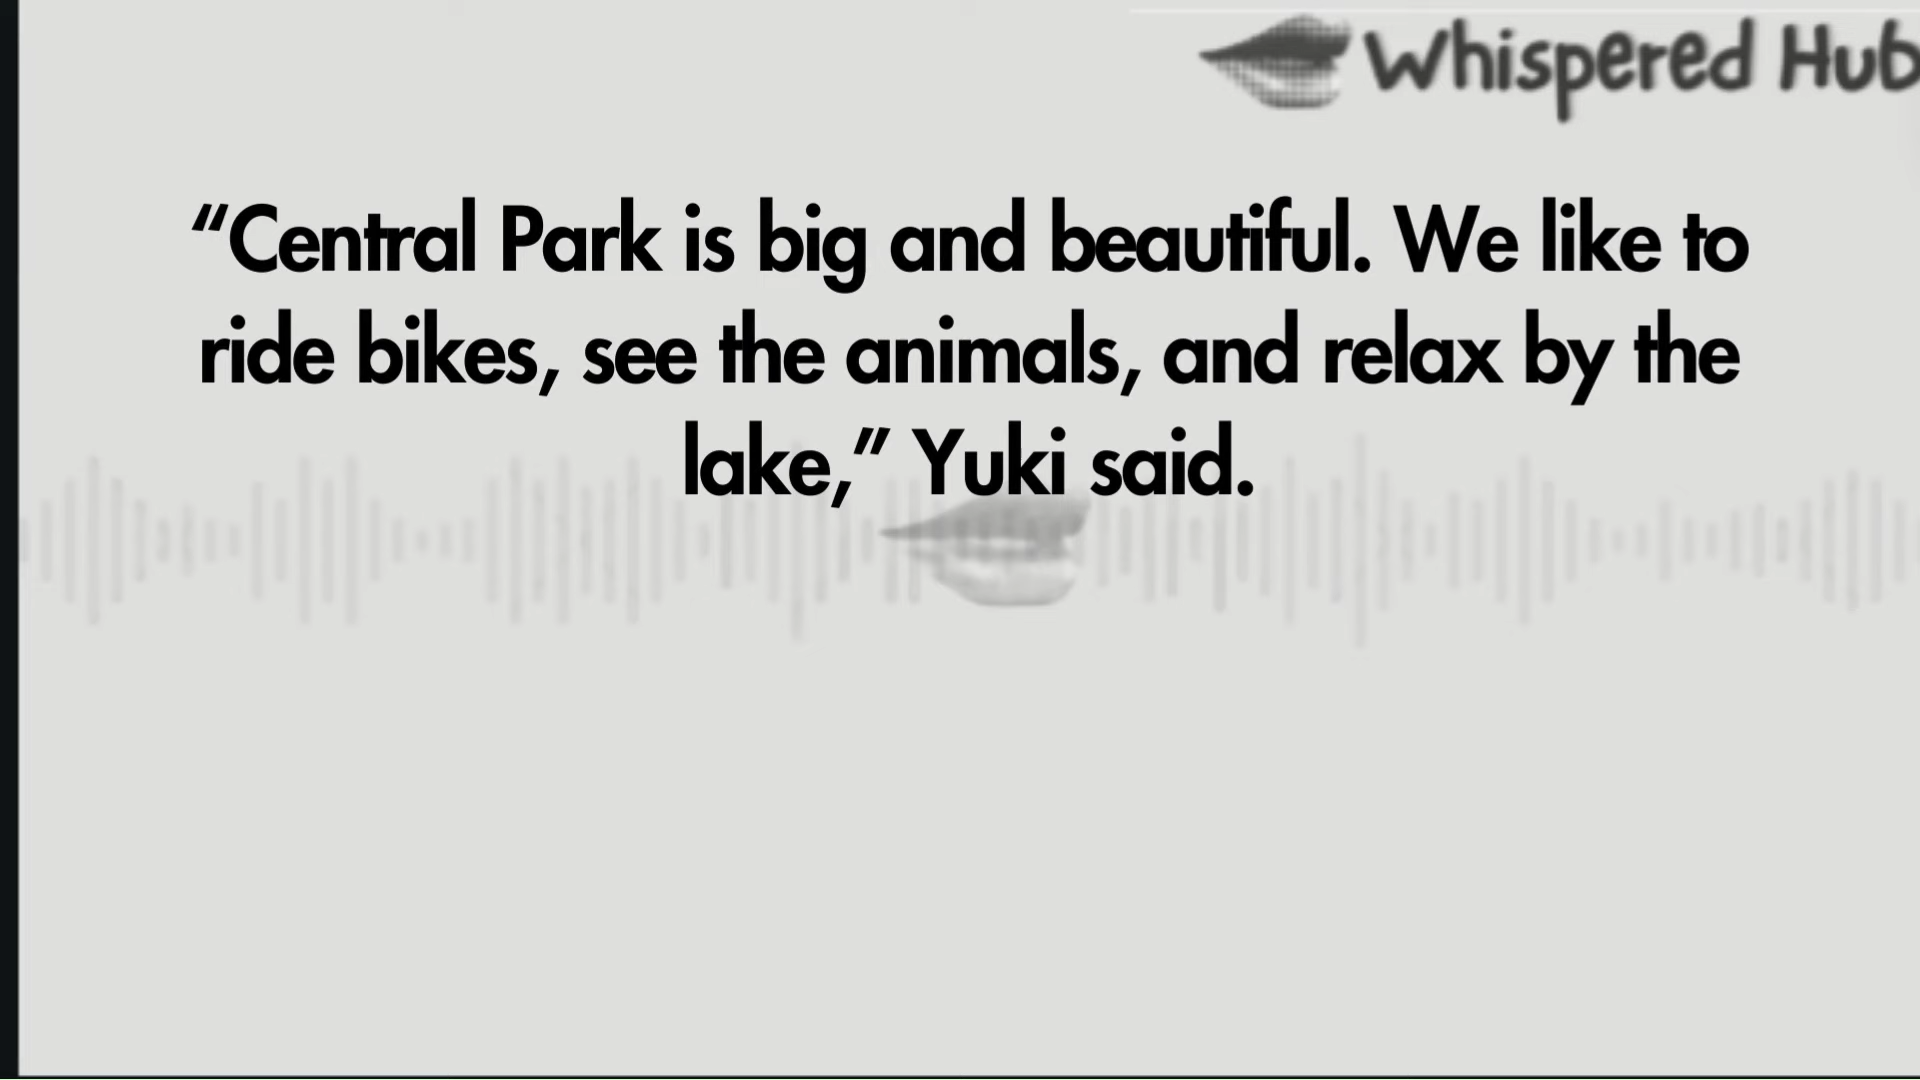 Whispered Hub
“Central Park is big and beautiful. We like to
ride bikes, see the animals, and relax by the
lake,” Yuki said.